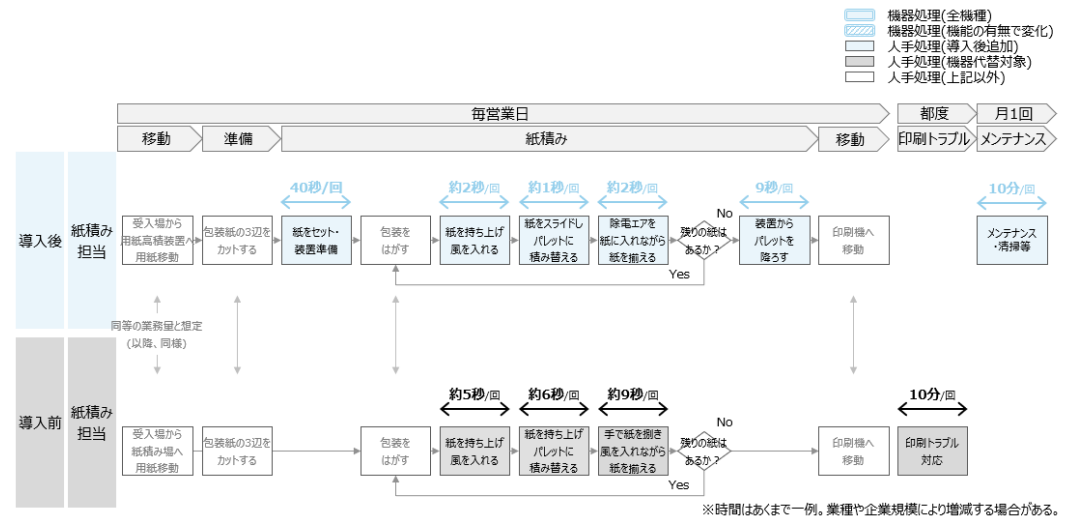 機器処理(全機種)
機器処理(機能の有無で変化)
人手処理(導入後追加)
人手処理(機器代替対象)
人手処理(上記以外)
毎営業日
都度
月1回
移動
準備
紙積み
移動
印刷トラブル
メンテナンス
導入後
紙積み
担当
40秒/回
約2秒/回
約1秒/回
約2秒/回
9秒/回
10分/回
受入場から
用紙高積装置へ
用紙移動
包装紙の3辺を
カットする
紙をセット・
装置準備
包装を
はがす
紙を持ち上げ
風を入れる
紙をスライドし
パレットに
積み替える
除電エアを
紙に入れながら
紙を揃える
残りの紙は
あるか?
No
Yes
装置から
パレットを
降ろす
印刷機へ
移動
メンテナンス
・清掃等
同等の業務量と想定
(以降、同様)
導入前
紙積み
担当
約5秒/回
約6秒/回
約9秒/回
10分/回
受入場から
紙積み場へ
用紙移動
包装紙の3辺を
カットする
包装を
はがす
紙を持ち上げ
風を入れる
紙を持ち上げ
パレットに
積み替える
手で紙を捌き
風を入れながら
紙を揃える
残りの紙は
あるか?
No
Yes
印刷機へ
移動
印刷トラブル
対応
※時間はあくまで一例。業種や企業規模により増減する場合がある。